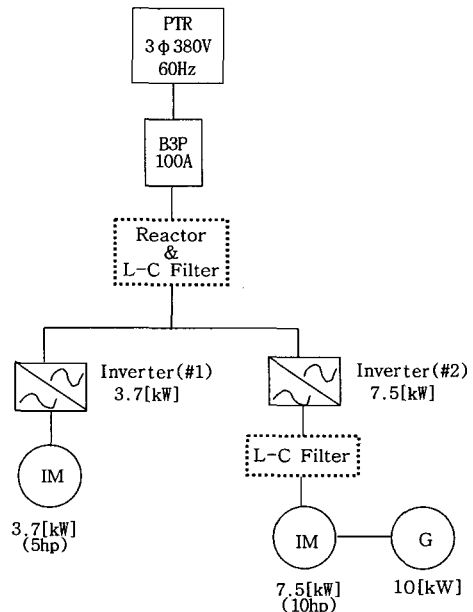 PTR
3 φ 380V
60Hz
B3P
100A
Reactor
&
L-C Filter
Inverter(#1)
3.7[kW]
Inverter(#2)
7.5[kW]
L-C Filter
IM
3.7[kW]
(5hp)
IM
G
7.5[kW]
(10hp)
10[kW]